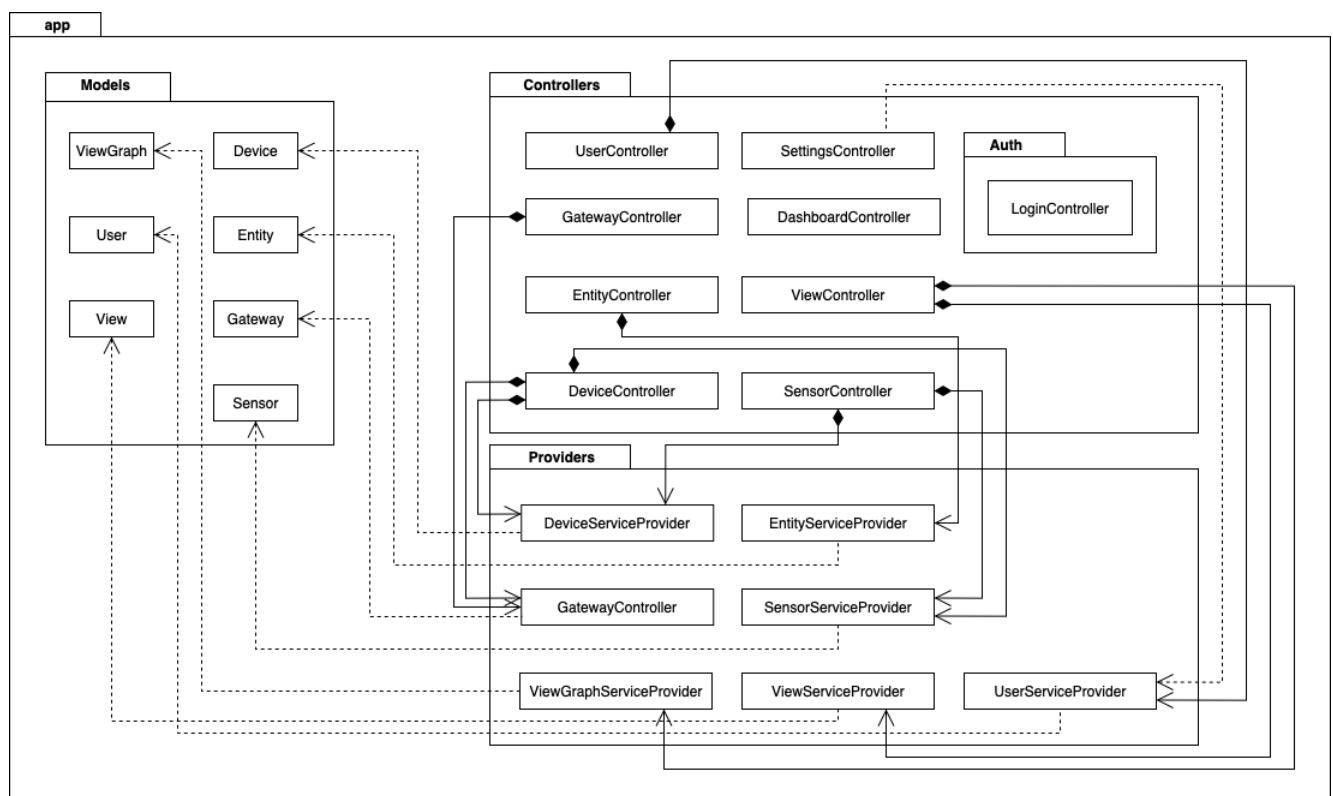 app
Models
ViewGraph
Device
User
Entity
View
Gateway
Sensor
Controllers
UserController
SettingsController
Auth
LoginController
GatewayController
DashboardController
EntityController
ViewController
DeviceController
SensorController
Providers
DeviceServiceProvider
EntityServiceProvider
GatewayController
SensorServiceProvider
ViewGraphServiceProvider
ViewServiceProvider
UserServiceProvider